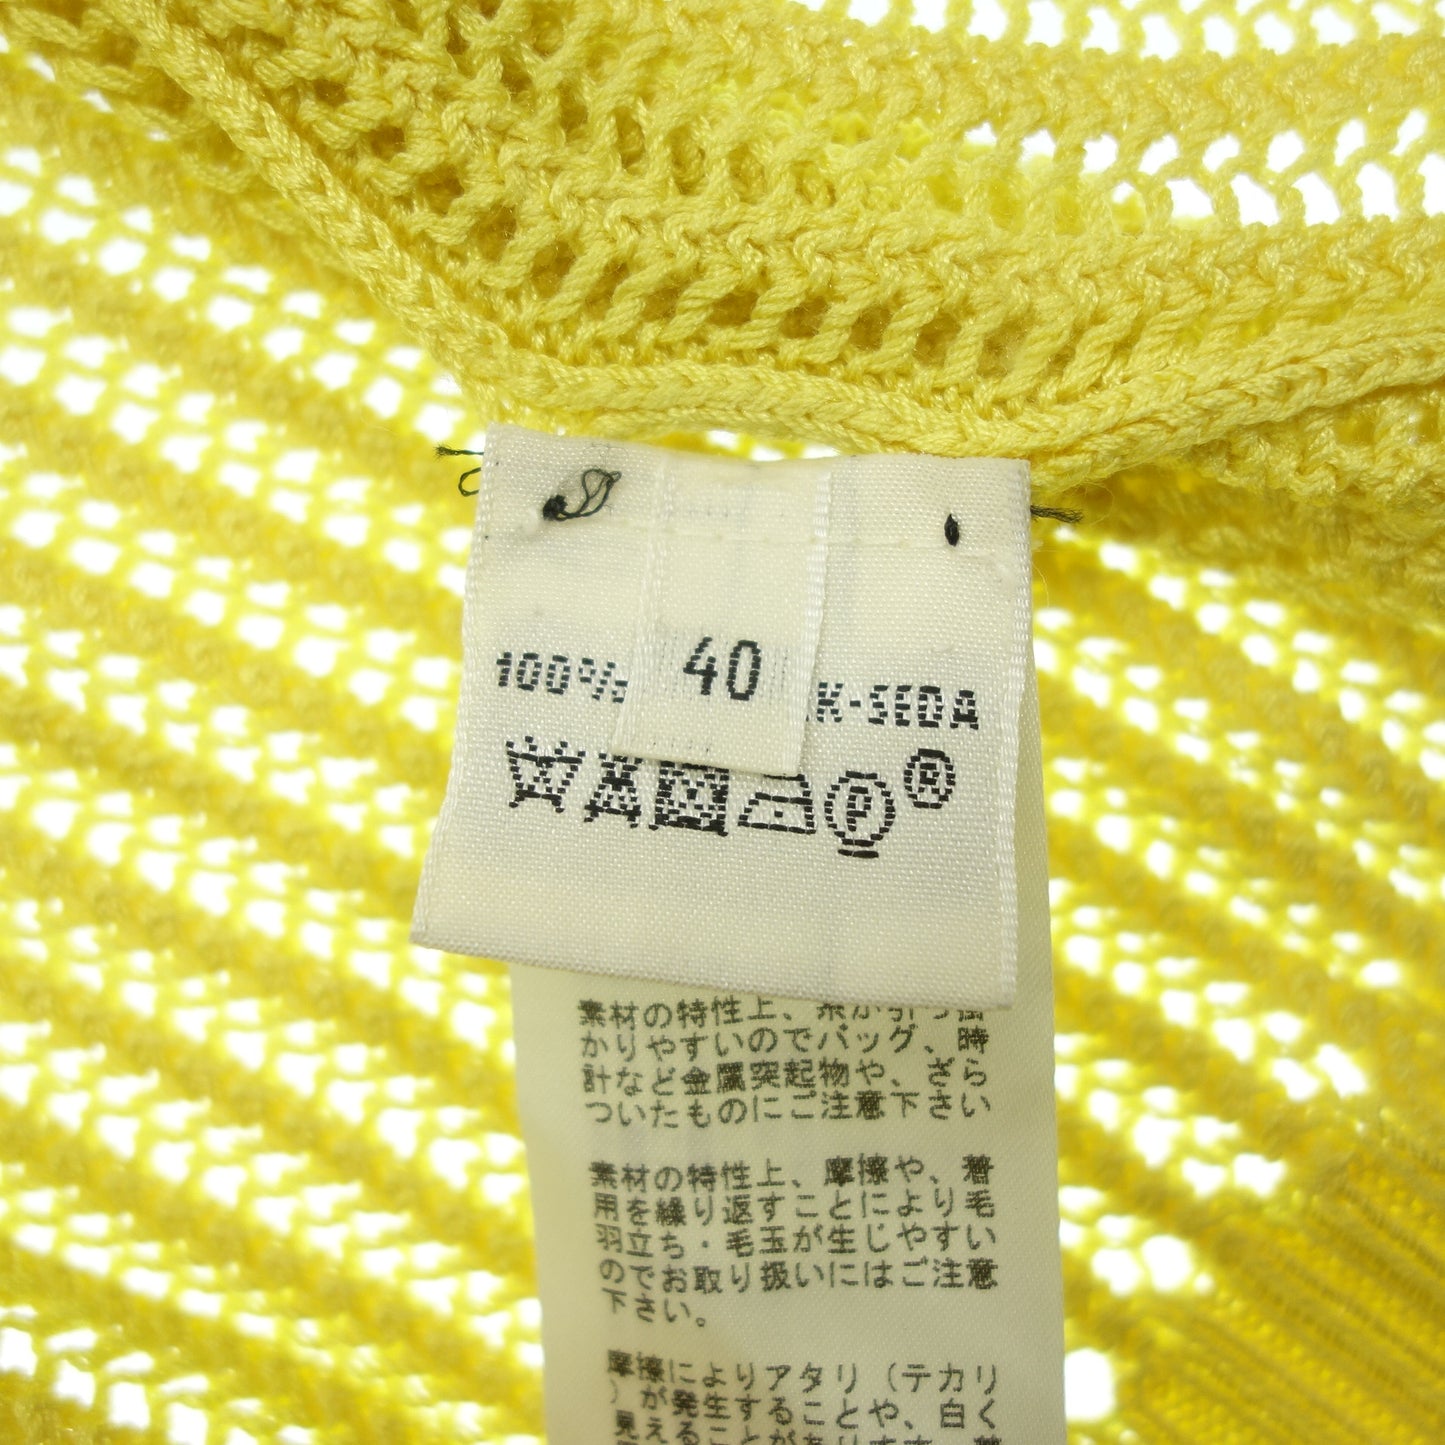 40
100% K-SEDA
P R
素材の特性上、糸が引っ掛
かりやすいのでバッグ、時
計など金属突起物や、ざら
ついたものにご注意下さい
素材の特性上、摩擦や、着
用を繰り返すことにより毛
羽立ち・毛玉が生じやすい
のでお取り扱いにはご注意
下さい。
摩擦によりアタリ（テカリ
）が発生することや、白く
見えることがあります。